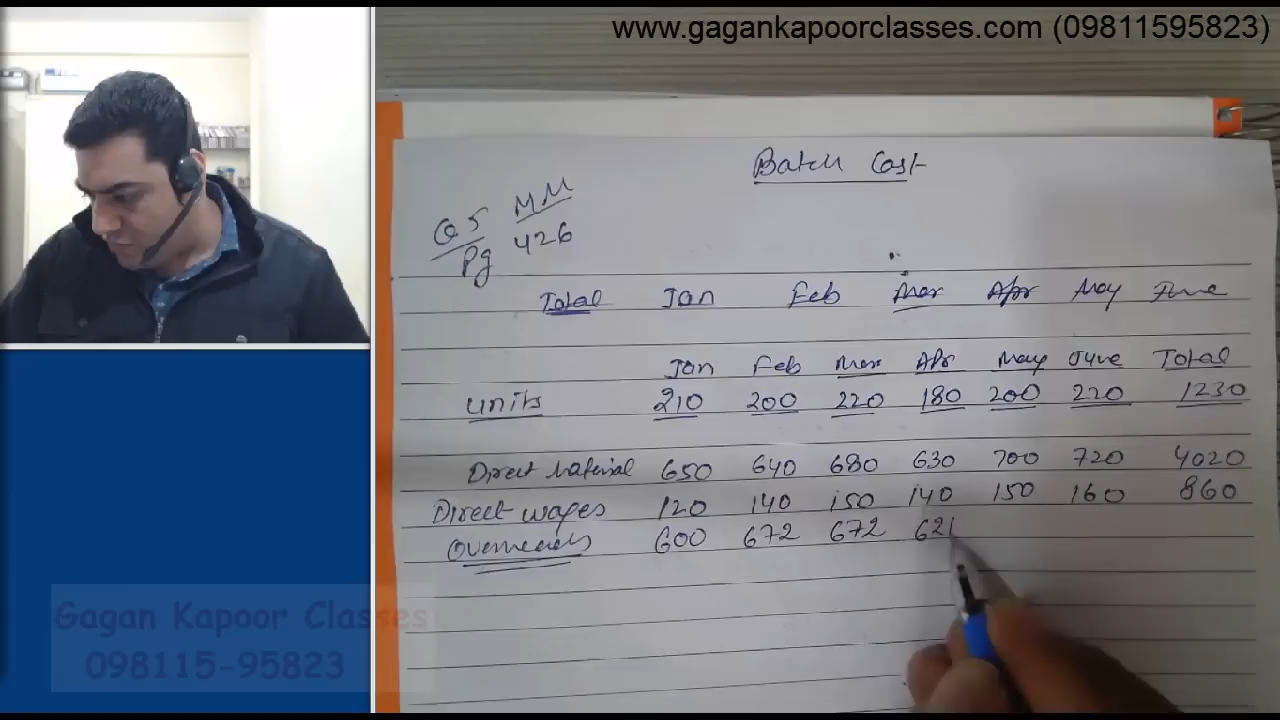 www.gagankapoorclasses.com (09811595823)
Batch Cost
Q5 MM
Pg 426
Total Jan Feb Mar Apr May June
Jan Feb Mar Apr May June Total
Units 210 200 220 180 200 220 1230
Direct Material 650 640 680 630 700 720 4020
Direct wages 120 140 150 140 150 160 860
Overheads 600 672 672 621
Gagan Kapoor Classes
098115-95823